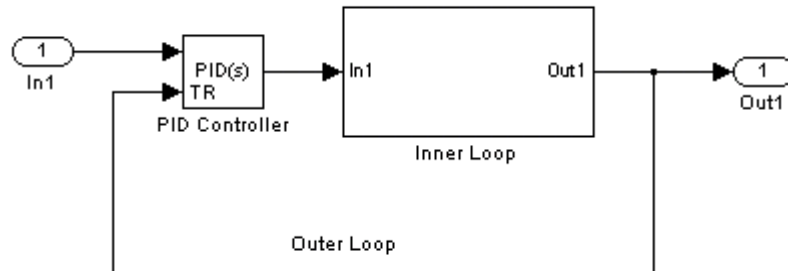 1
In1
PID(s)
TR
PID Controller
In1
Out1
Inner Loop
1
Out1
Outer Loop